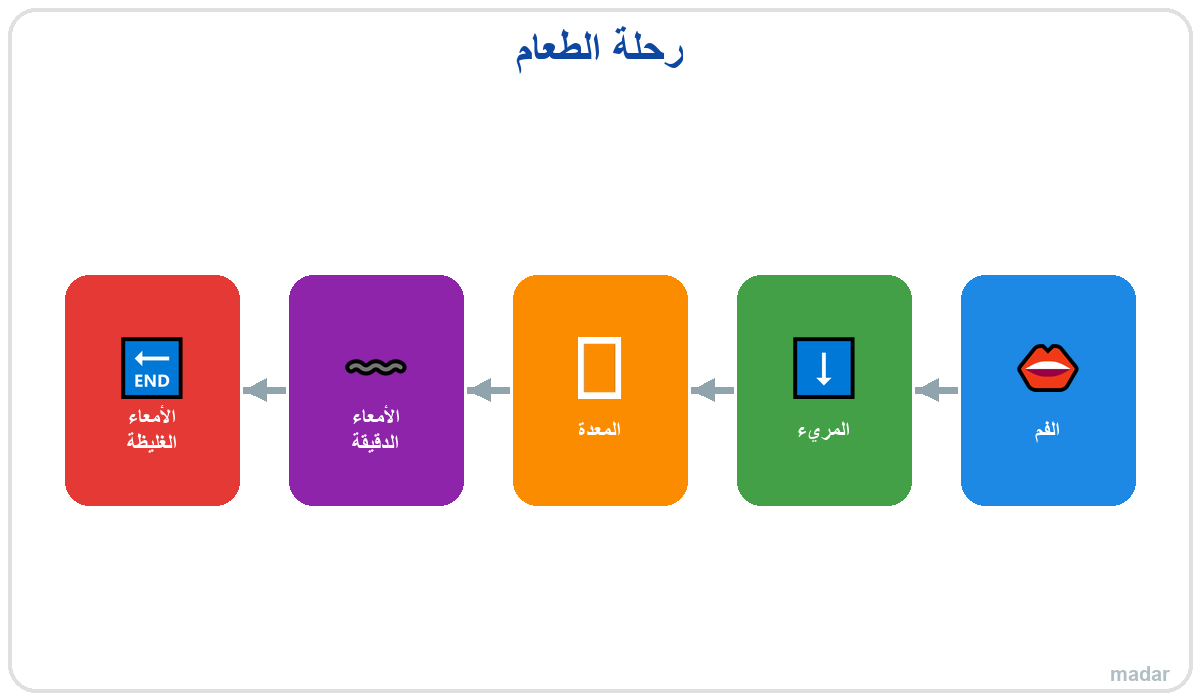 رحلة الطعام
الفم
المريء
المعدة
الأمعاء
الدقيقة
الأمعاء
الغليظة
END
madar